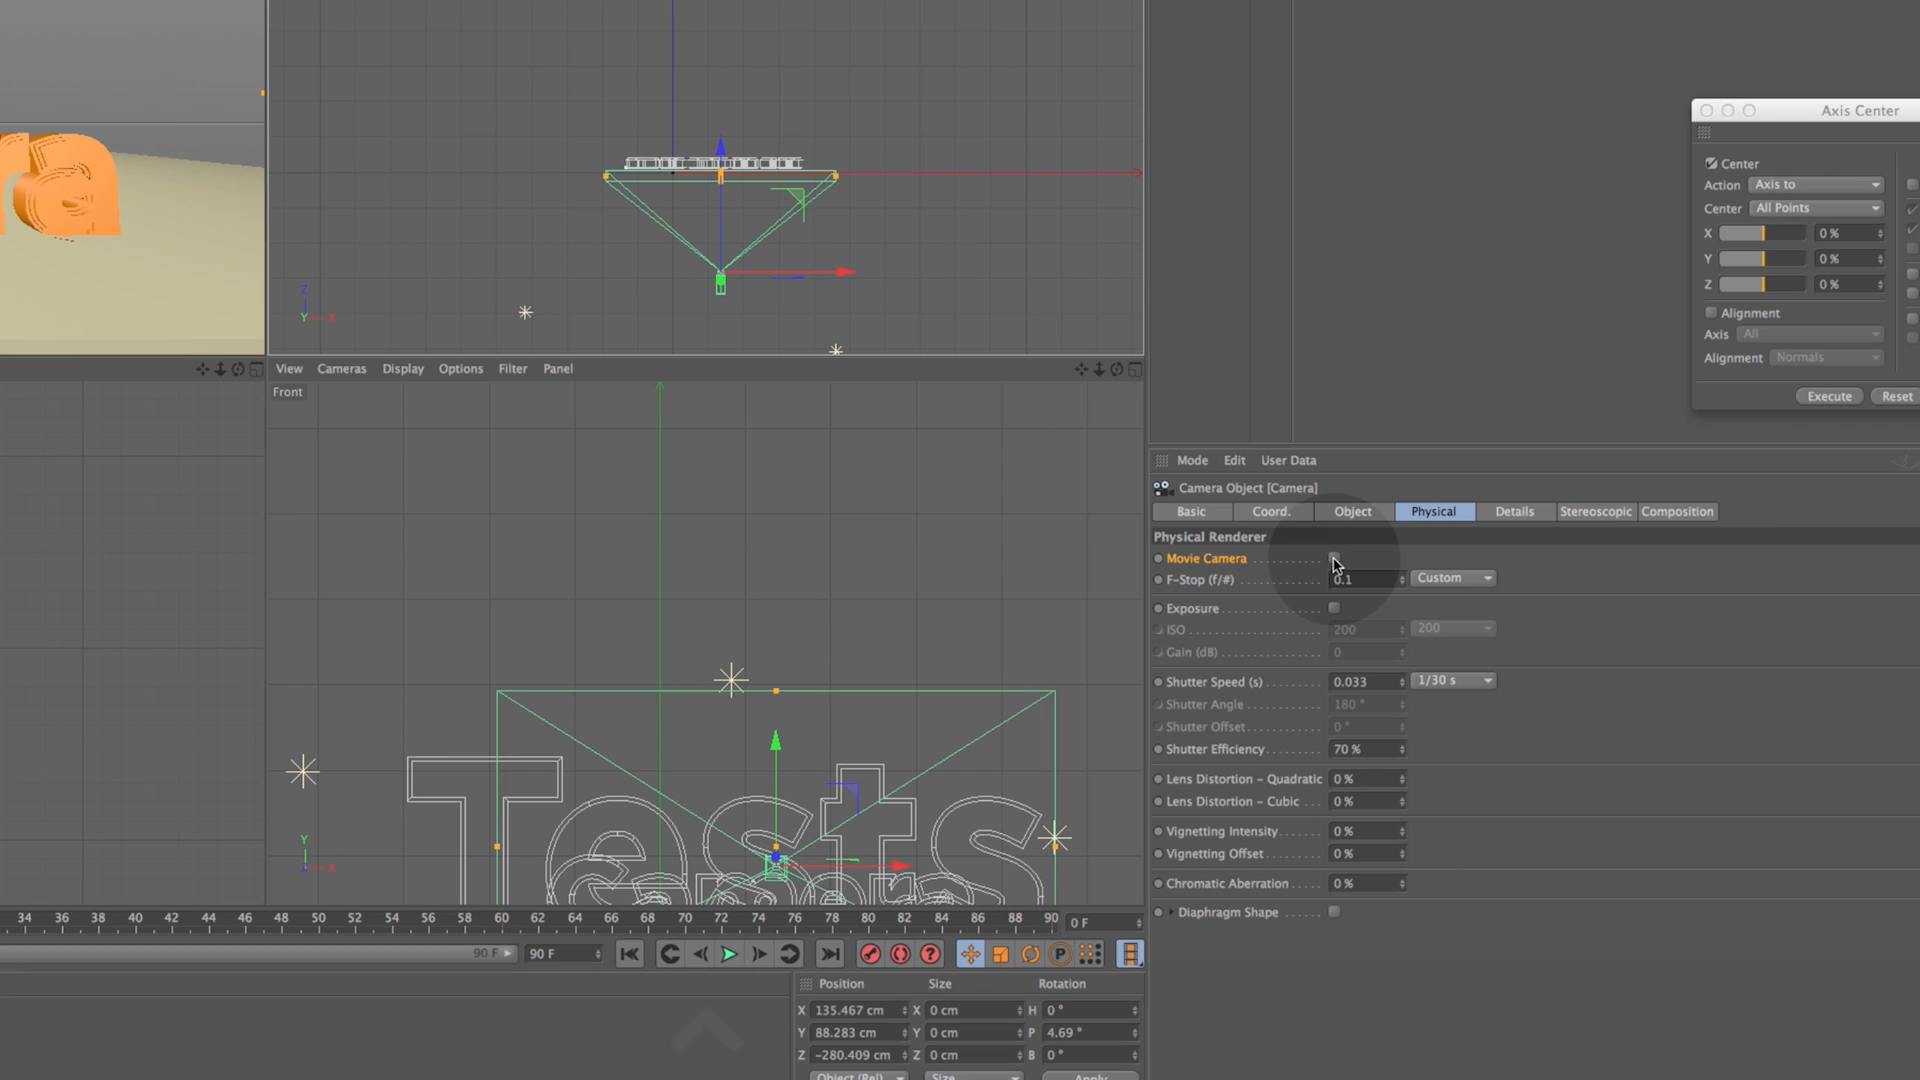 ra
Z
Y X
View Cameras Display Options Filter Panel
Front
Tests
Y
Z X
34 36 38 40 42 44 46 48 50 52 54 56 58 60 62 64 66 68 70 72 74 76 78 80 82 84 86 88 90 0 F
90 F 90 F
P
Position Size Rotation
X 135.467 cm X 0 cm H 0 °
Y 88.283 cm Y 0 cm P 4.69 °
Z -280.409 cm Z 0 cm B 0 °
Object (Rel) Size Apply
Axis Center
Center
Action Axis to
Center All Points
X 0 %
Y 0 %
Z 0 %
Alignment
Axis All
Alignment Normals
Execute Reset
Mode Edit User Data
Camera Object [Camera]
Basic Coord. Object Physical Details Stereoscopic Composition
Physical Renderer
Movie Camera
F-Stop (f/#) 0.1 Custom
Exposure
ISO 200 200
Gain (dB) 0
Shutter Speed (s) 0.033 1/30 s
Shutter Angle 180 °
Shutter Offset 0 °
Shutter Efficiency 70 %
Lens Distortion - Quadratic 0 %
Lens Distortion - Cubic 0 %
Vignetting Intensity 0 %
Vignetting Offset 0 %
Chromatic Aberration 0 %
Diaphragm Shape